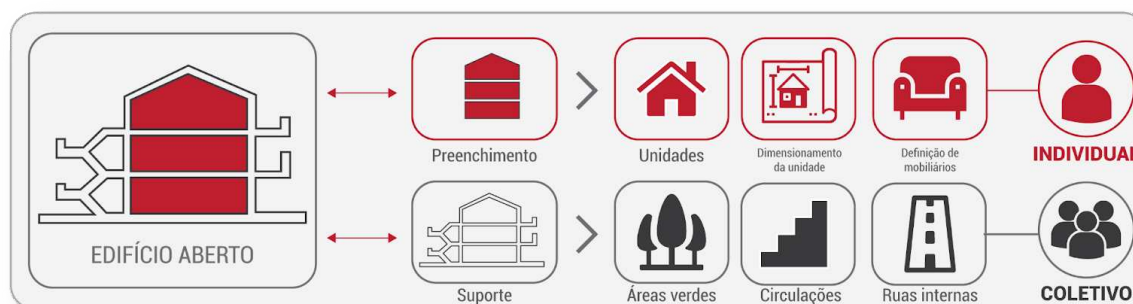 EDIFÍCIO ABERTO
Preenchimento
Unidades
Dimensionamento
da unidade
Definição de
mobiliários
INDIVIDUAL
Suporte
Áreas verdes
Circulações
Ruas internas
COLETIVO